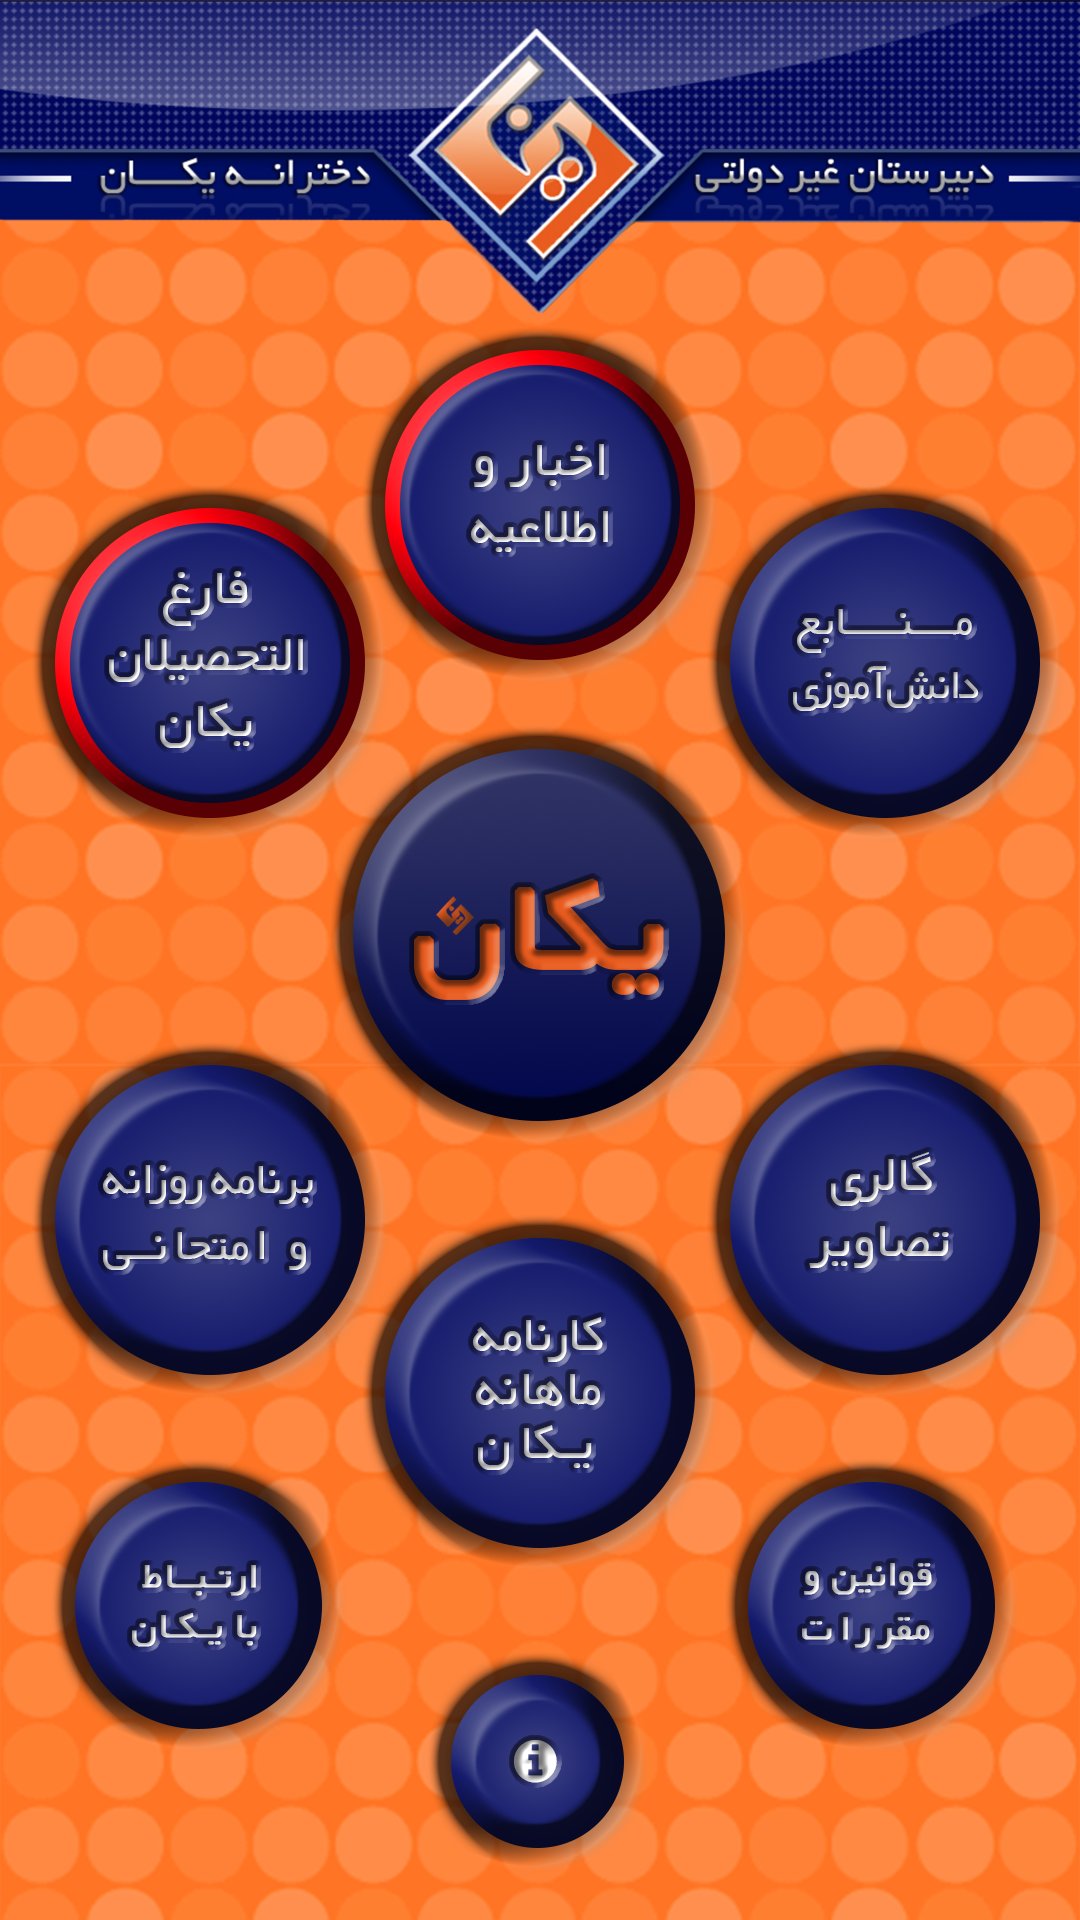 دبیرستان غیر دولتی
دخترانه یکان
اخبار و
اطلاعیه
منابع
دانش‌آموزی
فارغ
التحصیلان
یکان
یکان
گالری
تصاویر
برنامه روزانه
و امتحانی
کارنامه
ماهانه
یکان
قوانین و
مقررات
ارتباط
با یکان
i